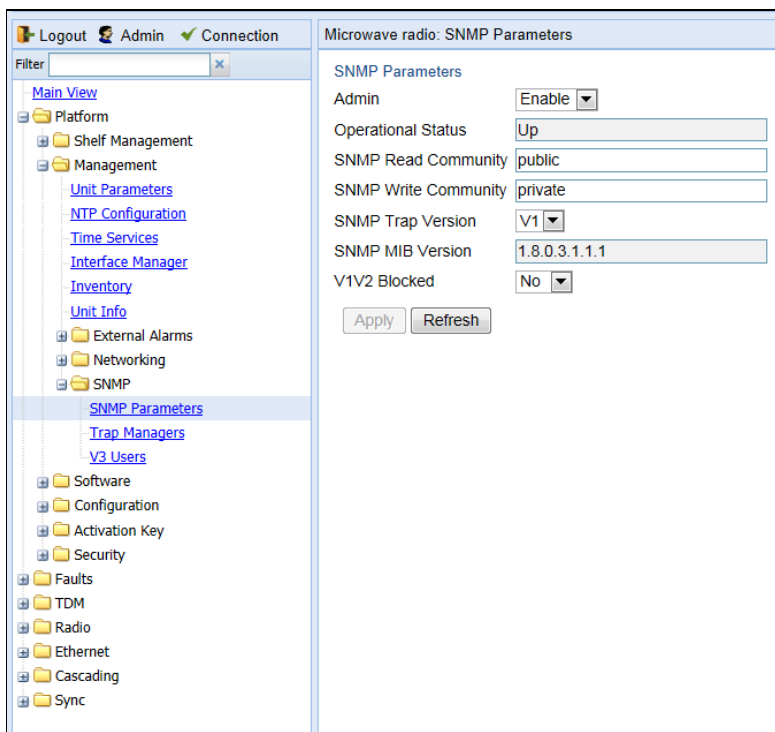 Logout Admin Connection
Filter
Main View
Platform
Shelf Management
Management
Unit Parameters
NTP Configuration
Time Services
Interface Manager
Inventory
Unit Info
External Alarms
Networking
SNMP
SNMP Parameters
Trap Managers
V3 Users
Software
Configuration
Activation Key
Security
Faults
TDM
Radio
Ethernet
Cascading
Sync
Microwave radio: SNMP Parameters
SNMP Parameters
Admin Enable
Operational Status Up
SNMP Read Community public
SNMP Write Community private
SNMP Trap Version V1
SNMP MIB Version 1.8.0.3.1.1.1
V1V2 Blocked No
Apply Refresh